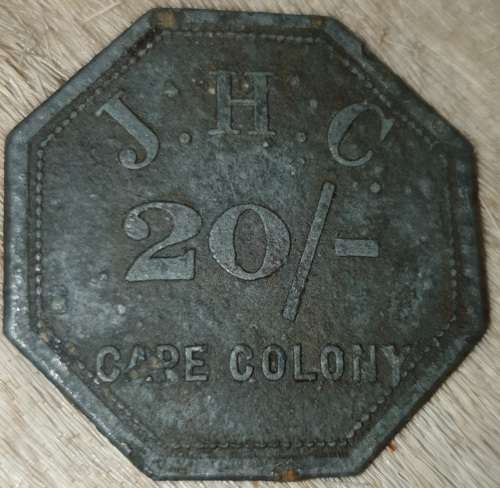 J. H. C.
20/-
CAPE COLONY